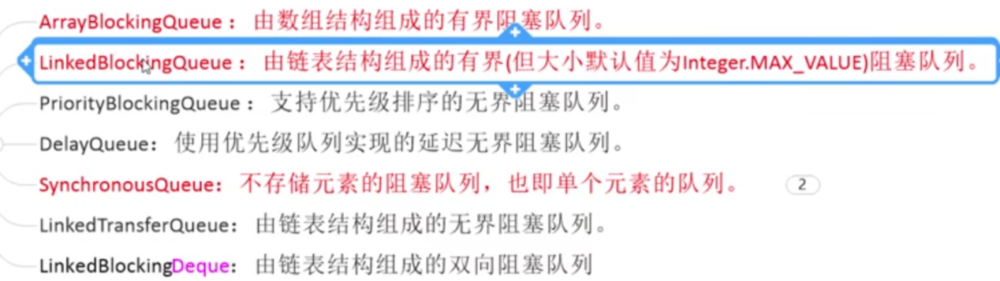 ArrayBlockingQueue： 由数组结构组成的有界阻塞队列。
LinkedBlockingQueue： 由链表结构组成的有界(但大小默认值为Integer.MAX_VALUE)阻塞队列。
PriorityBlockingQueue： 支持优先级排序的无界阻塞队列。
DelayQueue： 使用优先级队列实现的延迟无界阻塞队列。
SynchronousQueue： 不存储元素的阻塞队列，也即单个元素的队列。 2
LinkedTransferQueue： 由链表结构组成的无界阻塞队列。
LinkedBlockingDeque： 由链表结构组成的双向阻塞队列